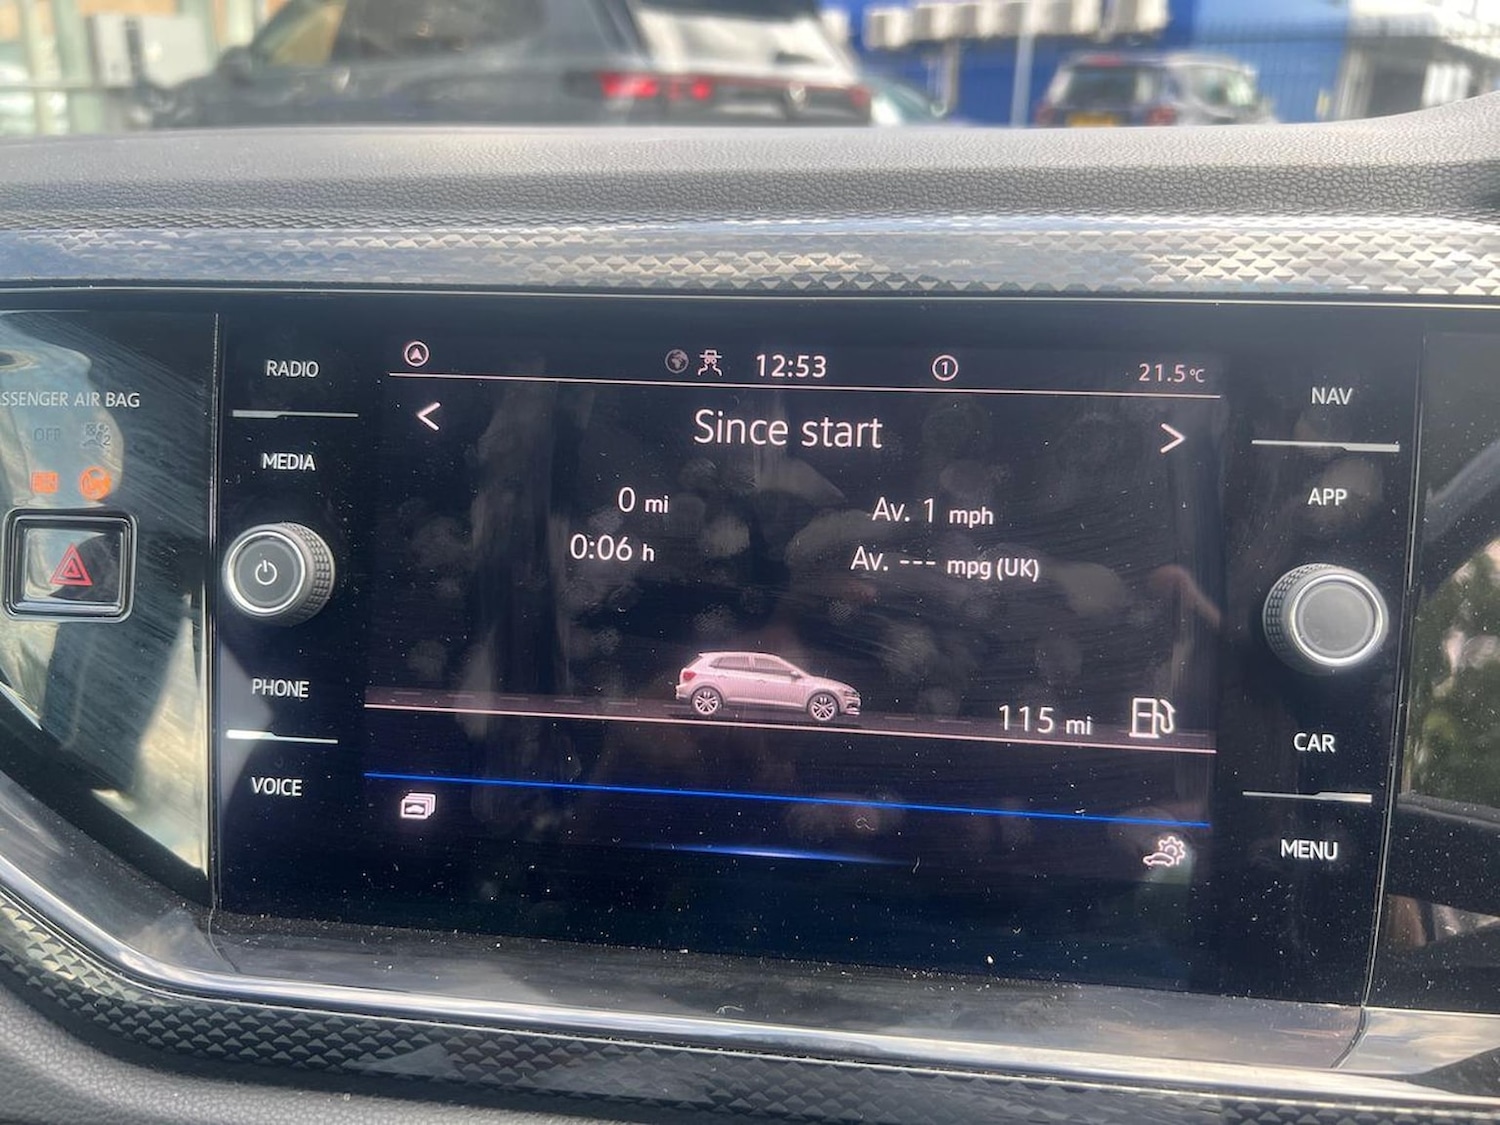 RADIO
MEDIA
PHONE
VOICE
SSENGER AIR BAG
OFF
12:53
1
21.5°C
Since start
0 mi
0:06 h
Av. 1 mph
Av. --- mpg (UK)
115 mi
NAV
APP
CAR
MENU